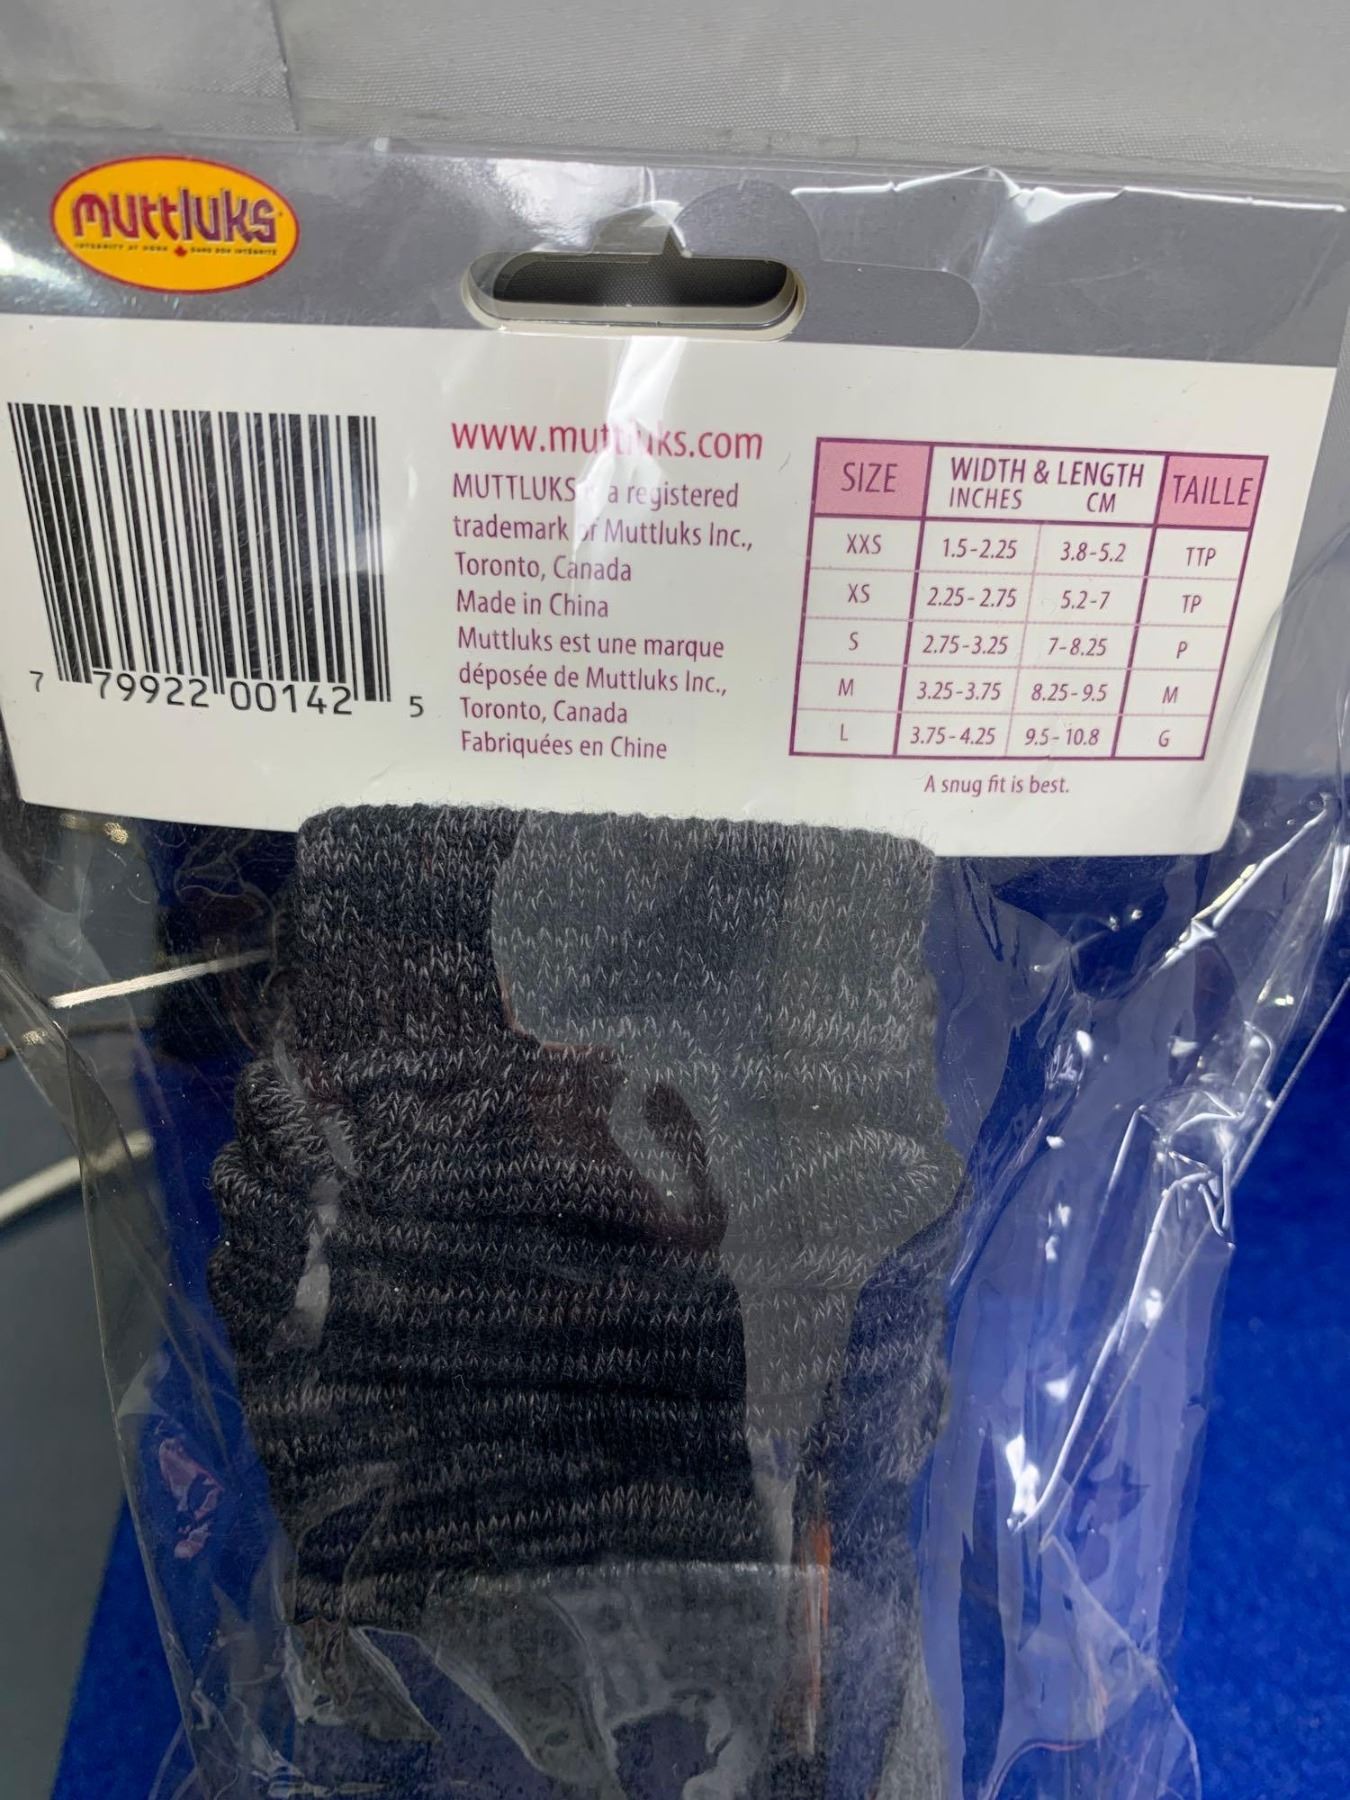 Muttluks
INTEGRITY AT WORK SANS
7 79922 00142 5
www.muttluks.com
MUTTLUKS a registered
trademark of Muttluks Inc.,
Toronto, Canada
Made in China
Muttluks est une marque
déposée de Muttluks Inc.,
Toronto, Canada
Fabriquées en Chine
SIZE WIDTH & LENGTH TAILLE
INCHES CM
XXS 1.5-2.25 3.8-5.2 TTP
XS 2.25-2.75 5.2-7 TP
S 2.75-3.25 7-8.25 P
M 3.25-3.75 8.25-9.5 M
L 3.75-4.25 9.5-10.8 G
A snug fit is best.